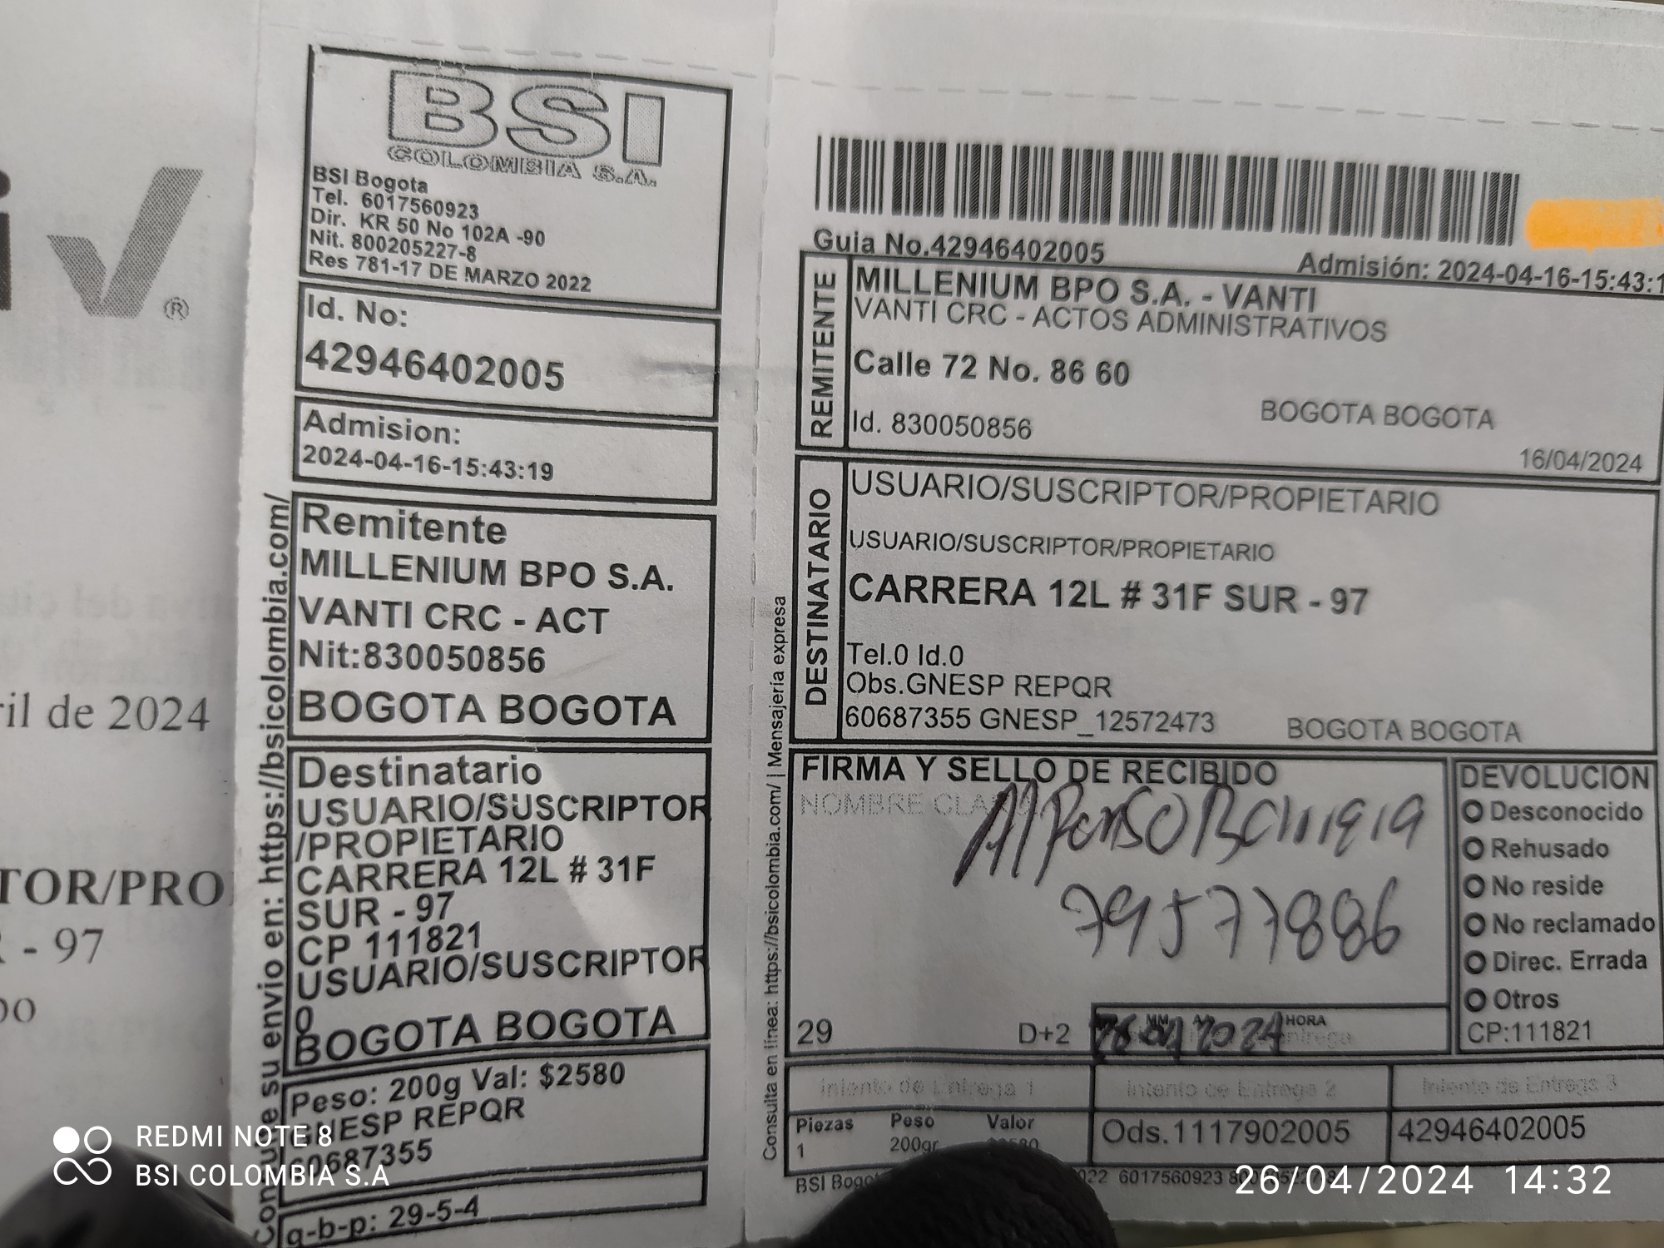 i
®
ril de 2024
TOR/PRO
- 97
BSI
COLOMBIA S.A.
BSI Bogota
Tel. 6017560923
Dir. KR 50 No 102A -90
Nit. 800205227-8
Res 781-17 DE MARZO 2022
Id. No:
42946402005
Admision:
2024-04-16-15:43:19
Remitente
MILLENIUM BPO S.A.
VANTI CRC - ACT
Nit:830050856
BOGOTA BOGOTA
Destinatario
USUARIO/SUSCRIPTOR
/PROPIETARIO
CARRERA 12L # 31F
SUR - 97
CP 111821
USUARIO/SUSCRIPTOR
O
BOGOTA BOGOTA
Peso: 200g Val: $2580
GNESP REPQR
60687355
g-b-p: 29-5-4
su envio en: https://bsicolombia.com/
Consulta en línea: https://bsicolombia.com/ | Mensajería expresa
Guia No.42946402005
Admisión: 2024-04-16-15:43:1
REMITENTE
MILLENIUM BPO S.A. - VANTI
VANTI CRC - ACTOS ADMINISTRATIVOS
Calle 72 No. 86 60
BOGOTA BOGOTA
Id. 830050856
16/04/2024
DESTINATARIO
USUARIO/SUSCRIPTOR/PROPIETARIO
USUARIO/SUSCRIPTOR/PROPIETARIO
CARRERA 12L # 31F SUR - 97
Tel.0 Id.0
Obs.GNESP REPQR
60687355 GNESP_12572473
BOGOTA BOGOTA
FIRMA Y SELLO DE RECIBIDO
NOMBRE
Alfonso
79577886
29
D+2
MM
HORA
2024
DEVOLUCION
Desconocido
Rehusado
No reside
No reclamado
Direc. Errada
Otros
CP:111821
Intento de Entrega 1
Intento de Entrega 2
Intento de Entrega 3
Piezas
Peso
Valor
1
200gr
Ods.1117902005
42946402005
6017560923
REDMI NOTE 8
BSI COLOMBIA S.A
26/04/2024 14:32